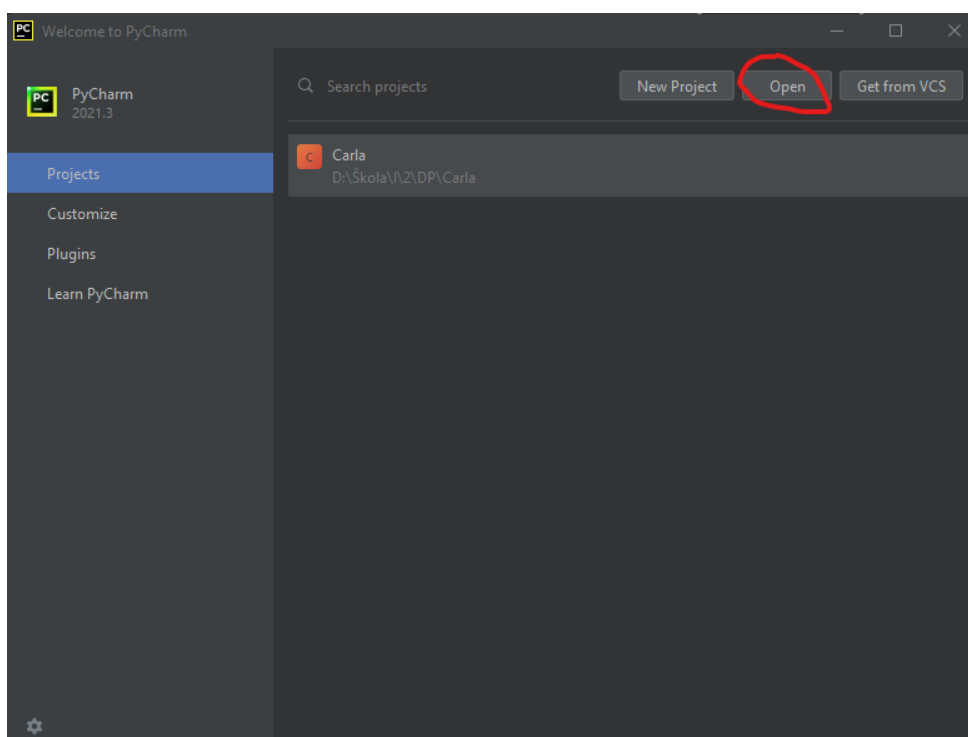 PC Welcome to PyCharm
PC PyCharm
2021.3
Search projects
New Project
Open
Get from VCS
Projects
Customize
Plugins
Learn PyCharm
C Carla
D:\Škola\I\2\DP\Carla